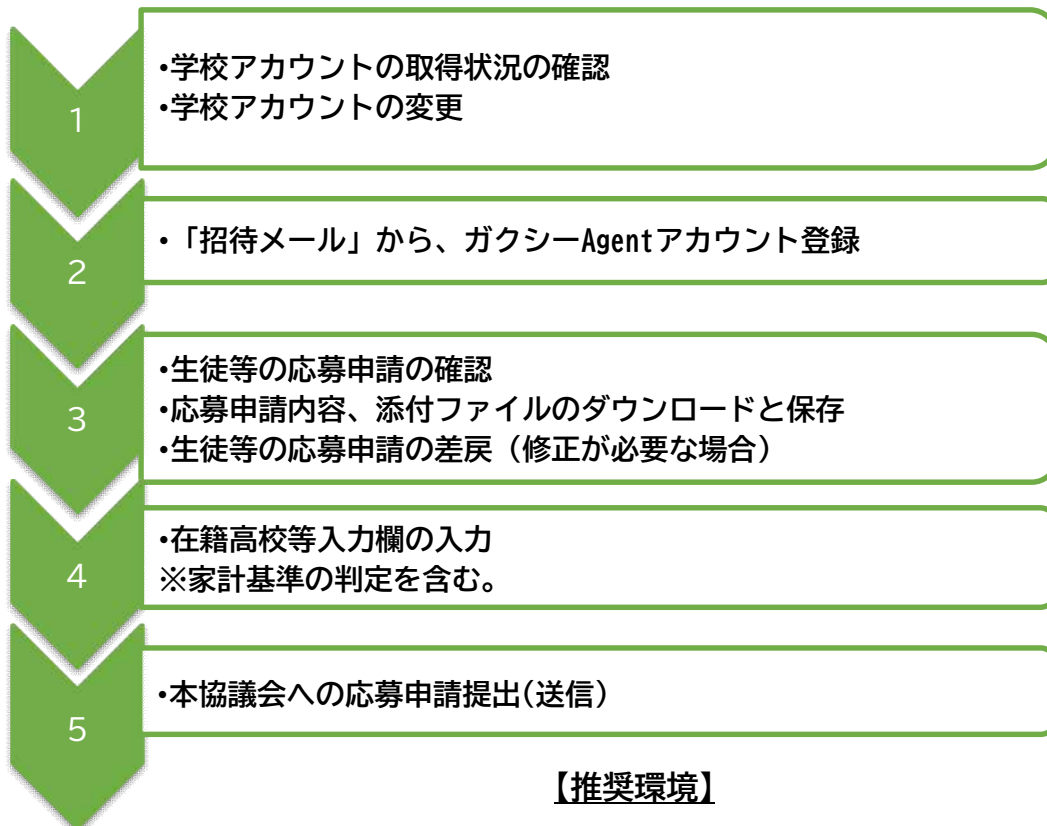 1
・学校アカウントの取得状況の確認
・学校アカウントの変更
2
・「招待メール」から、ガクシーAgentアカウント登録
3
・生徒等の応募申請の確認
・応募申請内容、添付ファイルのダウンロードと保存
・生徒等の応募申請の差戻（修正が必要な場合）
4
・在籍高校等入力欄の入力
※家計基準の判定を含む。
5
・本協議会への応募申請提出(送信)
【推奨環境】